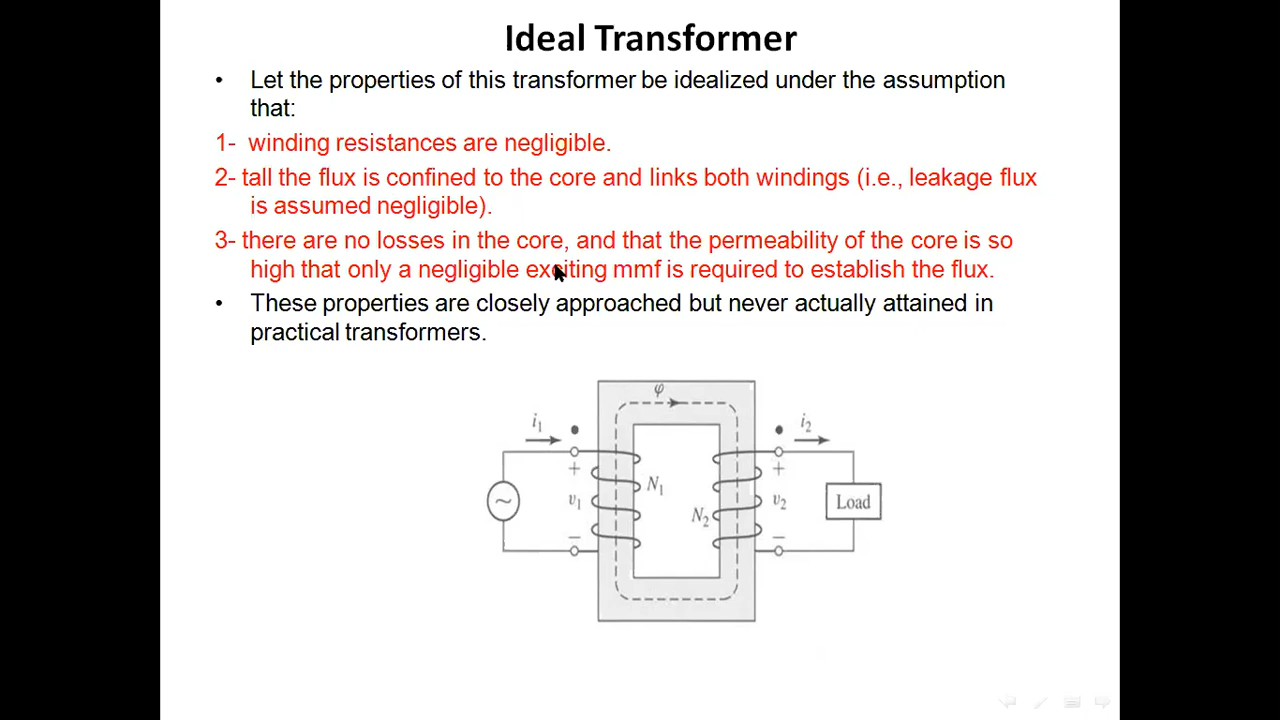 Ideal Transformer
• Let the properties of this transformer be idealized under the assumption
that:
1- winding resistances are negligible.
2- tall the flux is confined to the core and links both windings (i.e., leakage flux
is assumed negligible).
3- there are no losses in the core, and that the permeability of the core is so
high that only a negligible exciting mmf is required to establish the flux.
• These properties are closely approached but never actually attained in
practical transformers.
φ
i1
i2
+
+
N1
v1
N2
v2
~
Load
−
−